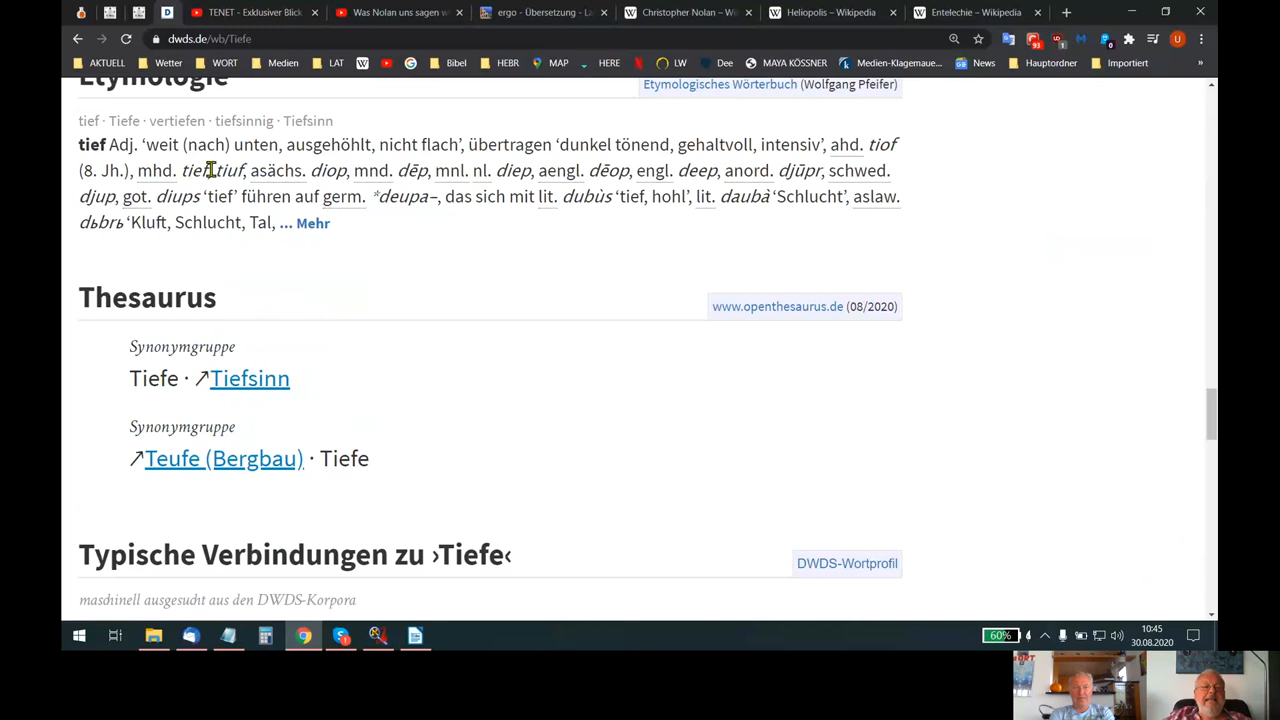 TENET - Exklusiver Blick
Was Nolan uns sagen w
ergo - Übersetzung - La
Christopher Nolan – Wi
Heliopolis – Wikipedia
Entelechie – Wikipedia
dwds.de/wb/Tiefe
93
1
0
U
AKTUELL
Wetter
WORT
Medien
LAT
Bibel
HEBR
MAP
HERE
LW
Dee
MAYA KÖSSNER
Medien-Klagemaue...
News
Hauptordner
Importiert
»
Etymologie
Etymologisches Wörterbuch (Wolfgang Pfeifer)
tief · Tiefe · vertiefen · tiefsinnig · Tiefsinn
tief Adj. ‘weit (nach) unten, ausgehöhlt, nicht flach’, übertragen ‘dunkel tönend, gehaltvoll, intensiv’, ahd. tiof
(8. Jh.), mhd. tief, tiuf, asächs. diop, mnd. dēp, mnl. nl. diep, aengl. dēop, engl. deep, anord. djūpr, schwed.
djup, got. diups ‘tief’ führen auf germ. *deupa–, das sich mit lit. dubùs ‘tief, hohl’, lit. daubà ‘Schlucht’, aslaw.
dьbrь ‘Kluft, Schlucht, Tal, ... Mehr
Thesaurus
www.openthesaurus.de (08/2020)
Synonymgruppe
Tiefe · ↗Tiefsinn
Synonymgruppe
↗Teufe (Bergbau) · Tiefe
Typische Verbindungen zu ›Tiefe‹
DWDS-Wortprofil
maschinell ausgesucht aus den DWDS-Korpora
60%
10:45
30.08.2020